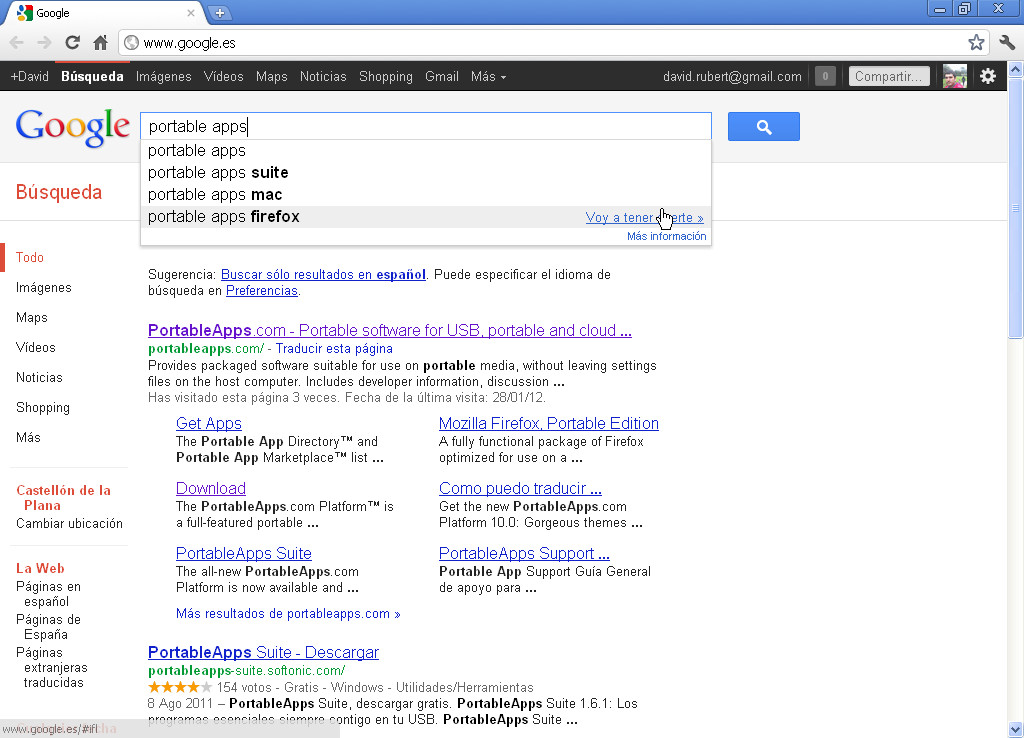 Google
www.google.es
+David Búsqueda Imágenes Vídeos Maps Noticias Shopping Gmail Más david.rubert@gmail.com 0 Compartir...
Google
portable apps
portable apps
portable apps suite
portable apps mac
portable apps firefox
Voy a tener
Más información
Búsqueda
Todo
Imágenes
Maps
Vídeos
Noticias
Shopping
Más
Castellón de la
Plana
Cambiar ubicación
La Web
Páginas en
español
Páginas de
España
Páginas
extranjeras
traducidas
Sugerencia: Buscar sólo resultados en español. Puede especificar el idioma de
búsqueda en Preferencias.
PortableApps.com - Portable software for USB, portable and cloud ...
portableapps.com/ - Traducir esta página
Provides packaged software suitable for use on portable media, without leaving settings
files on the host computer. Includes developer information, discussion ...
Has visitado esta página 3 veces. Fecha de la última visita: 28/01/12.
Get Apps
The Portable App Directory™ and
Portable App Marketplace™ list ...
Mozilla Firefox, Portable Edition
A fully functional package of Firefox
optimized for use on a ...
Download
The PortableApps.com Platform™ is
a full-featured portable ...
Como puedo traducir ...
Get the new PortableApps.com
Platform 10.0: Gorgeous themes ...
PortableApps Suite
The all-new PortableApps.com
Platform is now available and ...
PortableApps Support ...
Portable App Support Guía General
de apoyo para ...
Más resultados de portableapps.com »
PortableApps Suite - Descargar
portableapps-suite.softonic.com/
154 votos - Gratis - Windows - Utilidades/Herramientas
8 Ago 2011 – PortableApps Suite, descargar gratis. PortableApps Suite 1.6.1: Los
programas esenciales siempre contigo en tu USB. PortableApps Suite ...
www.google.es/#ifl